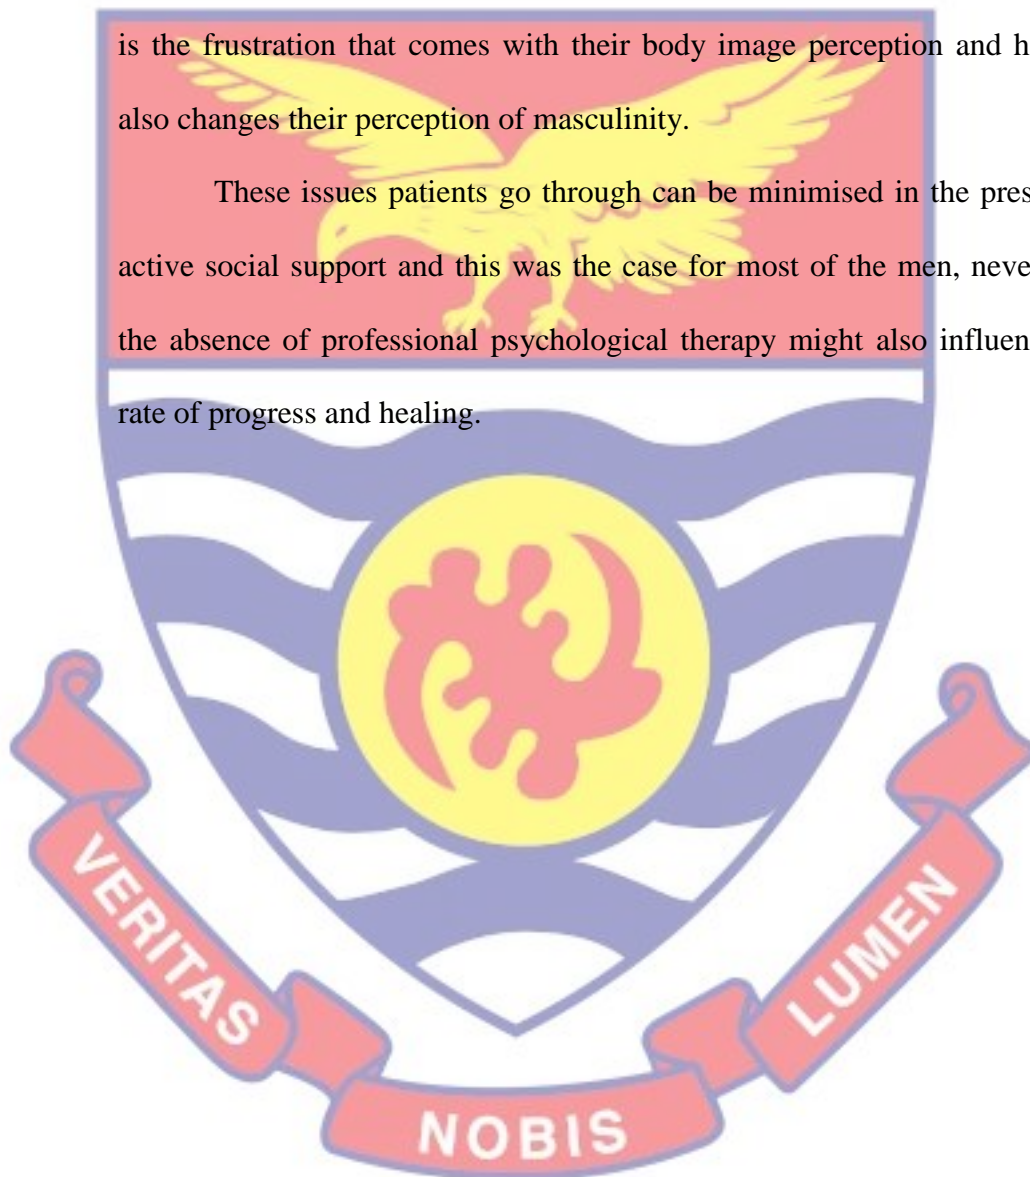 is the frustration that comes with their body image perception and h
also changes their perception of masculinity.
These issues patients go through can be minimised in the pres
active social support and this was the case for most of the men, neve
the absence of professional psychological therapy might also influen
rate of progress and healing.
VERITAS
NOBIS
LUMEN